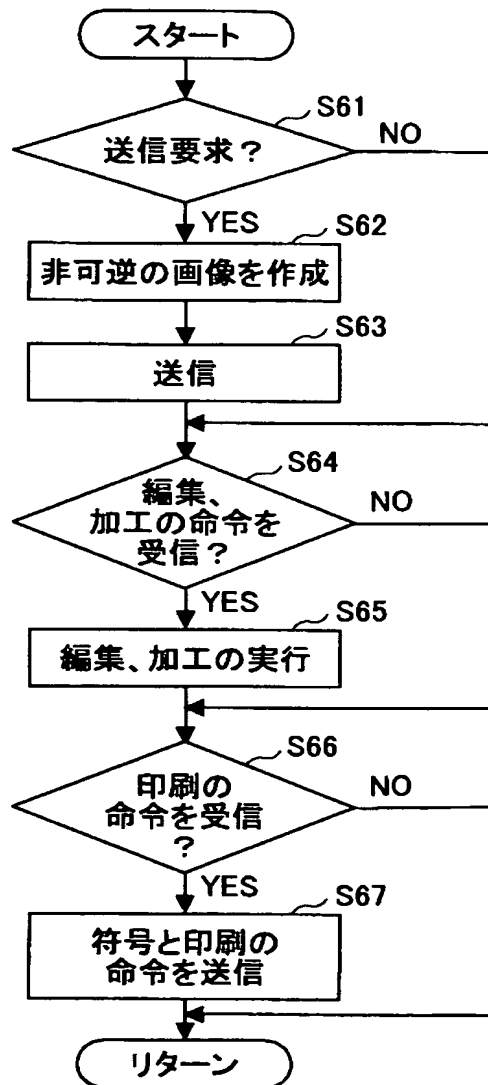 スタート
S61
送信要求？
NO
YES
S62
非可逆の画像を作成
S63
送信
S64
編集、
加工の命令を
受信？
NO
YES
S65
編集、加工の実行
S66
印刷の
命令を受信
？
NO
YES
S67
符号と印刷の
命令を送信
リターン